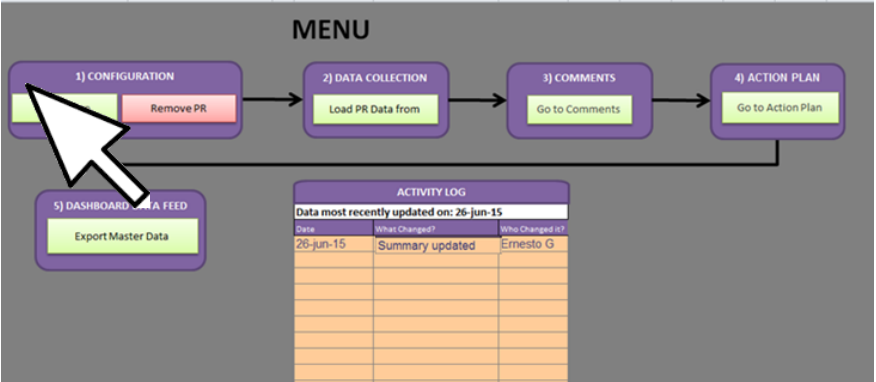 MENU
1) CONFIGURATION
Remove PR
2) DATA COLLECTION
Load PR Data from
3) COMMENTS
Go to Comments
4) ACTION PLAN
Go to Action Plan
5) DASHBOARD FEED
Export Master Data
ACTIVITY LOG
Data most recently updated on: 26-jun-15
Date What Changed? Who Changed it?
26-jun-15 Summary updated Ernesto G